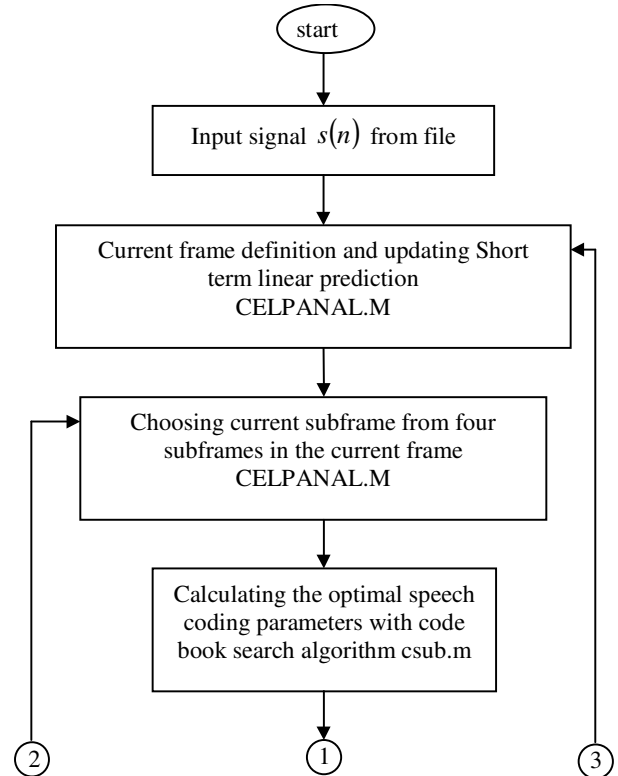 start
Input signal s(n) from file
Current frame definition and updating Short
term linear prediction
CELPANAL.M
Choosing current subframe from four
subframes in the current frame
CELPANAL.M
Calculating the optimal speech
coding parameters with code
book search algorithm csub.m
2
1
3